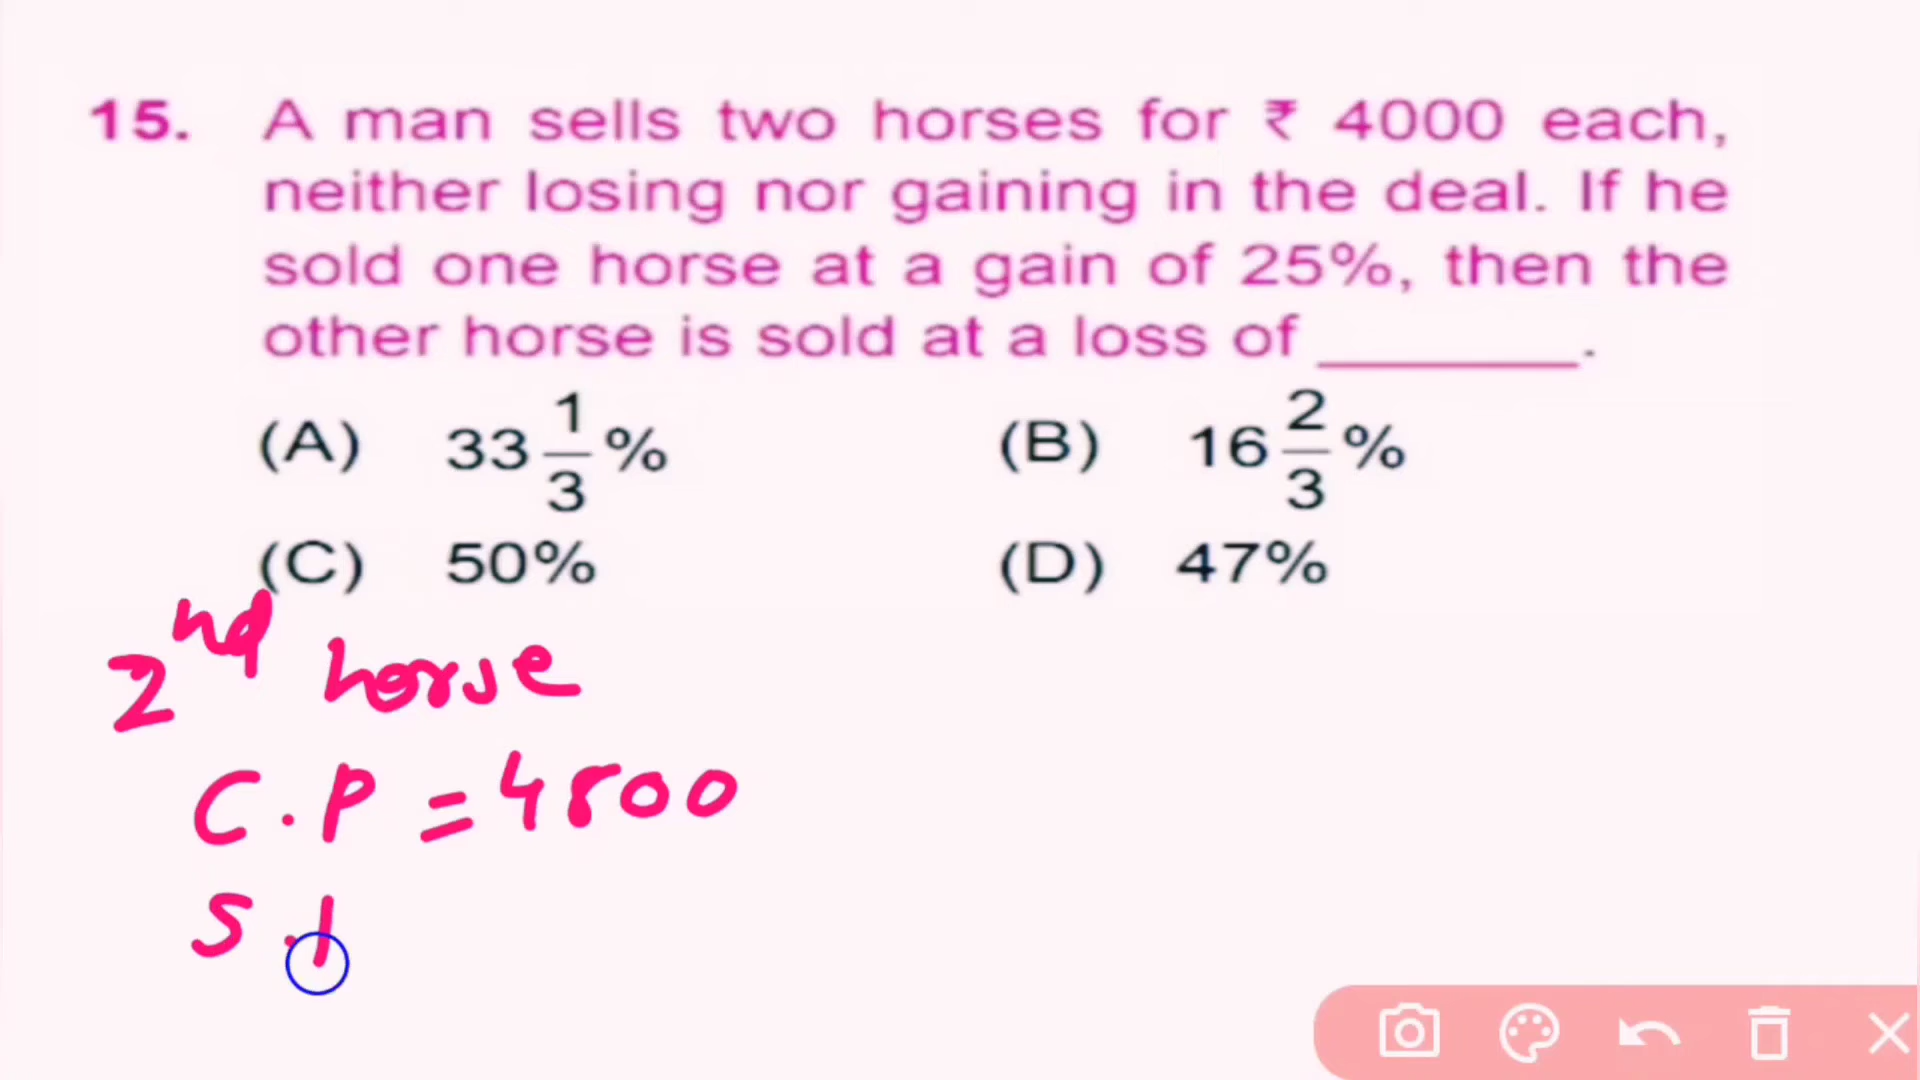 15. A man sells two horses for ₹ 4000 each,
neither losing nor gaining in the deal. If he
sold one horse at a gain of 25%, then the
other horse is sold at a loss of ________.
(A) 33 1/3 % (B) 16 2/3 %
(C) 50% (D) 47%
2nd horse
C.P = 4800
S.